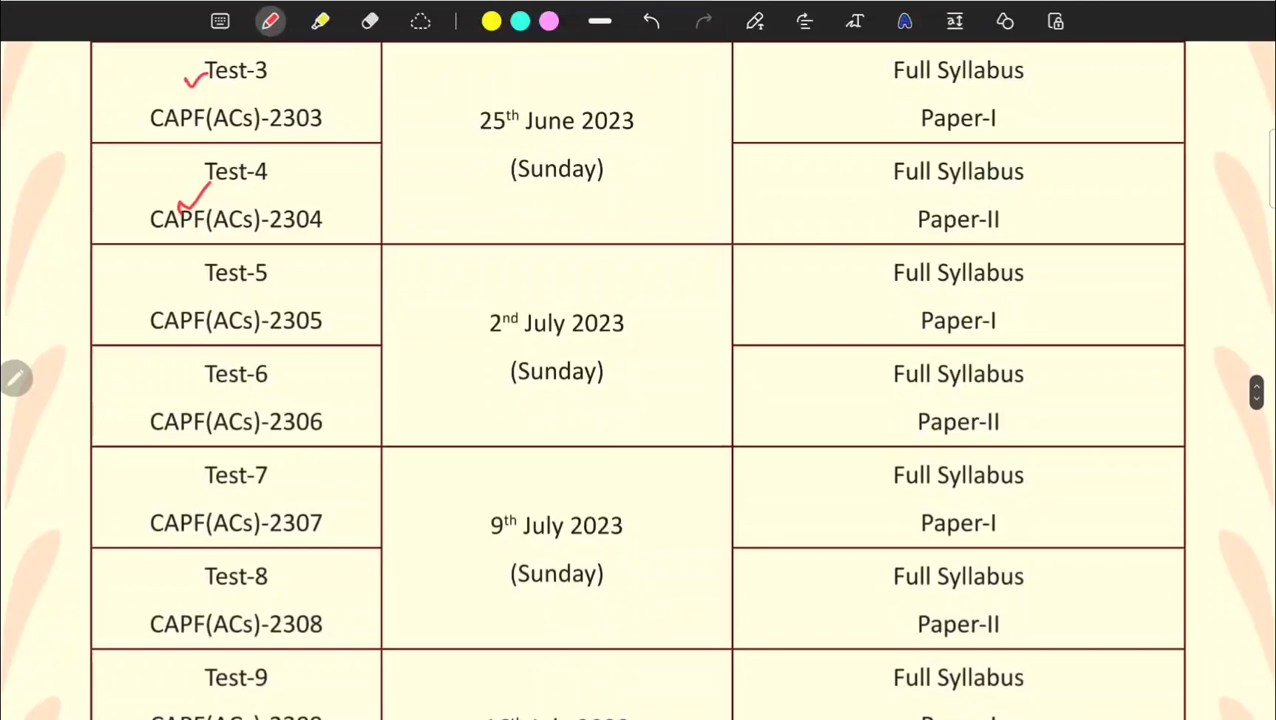 Test-3
CAPF(ACs)-2303
25th June 2023
(Sunday)
Full Syllabus
Paper-I
Test-4
CAPF(ACs)-2304
Full Syllabus
Paper-II
Test-5
CAPF(ACs)-2305
2nd July 2023
(Sunday)
Full Syllabus
Paper-I
Test-6
CAPF(ACs)-2306
Full Syllabus
Paper-II
Test-7
CAPF(ACs)-2307
9th July 2023
(Sunday)
Full Syllabus
Paper-I
Test-8
CAPF(ACs)-2308
Full Syllabus
Paper-II
Test-9
Full Syllabus